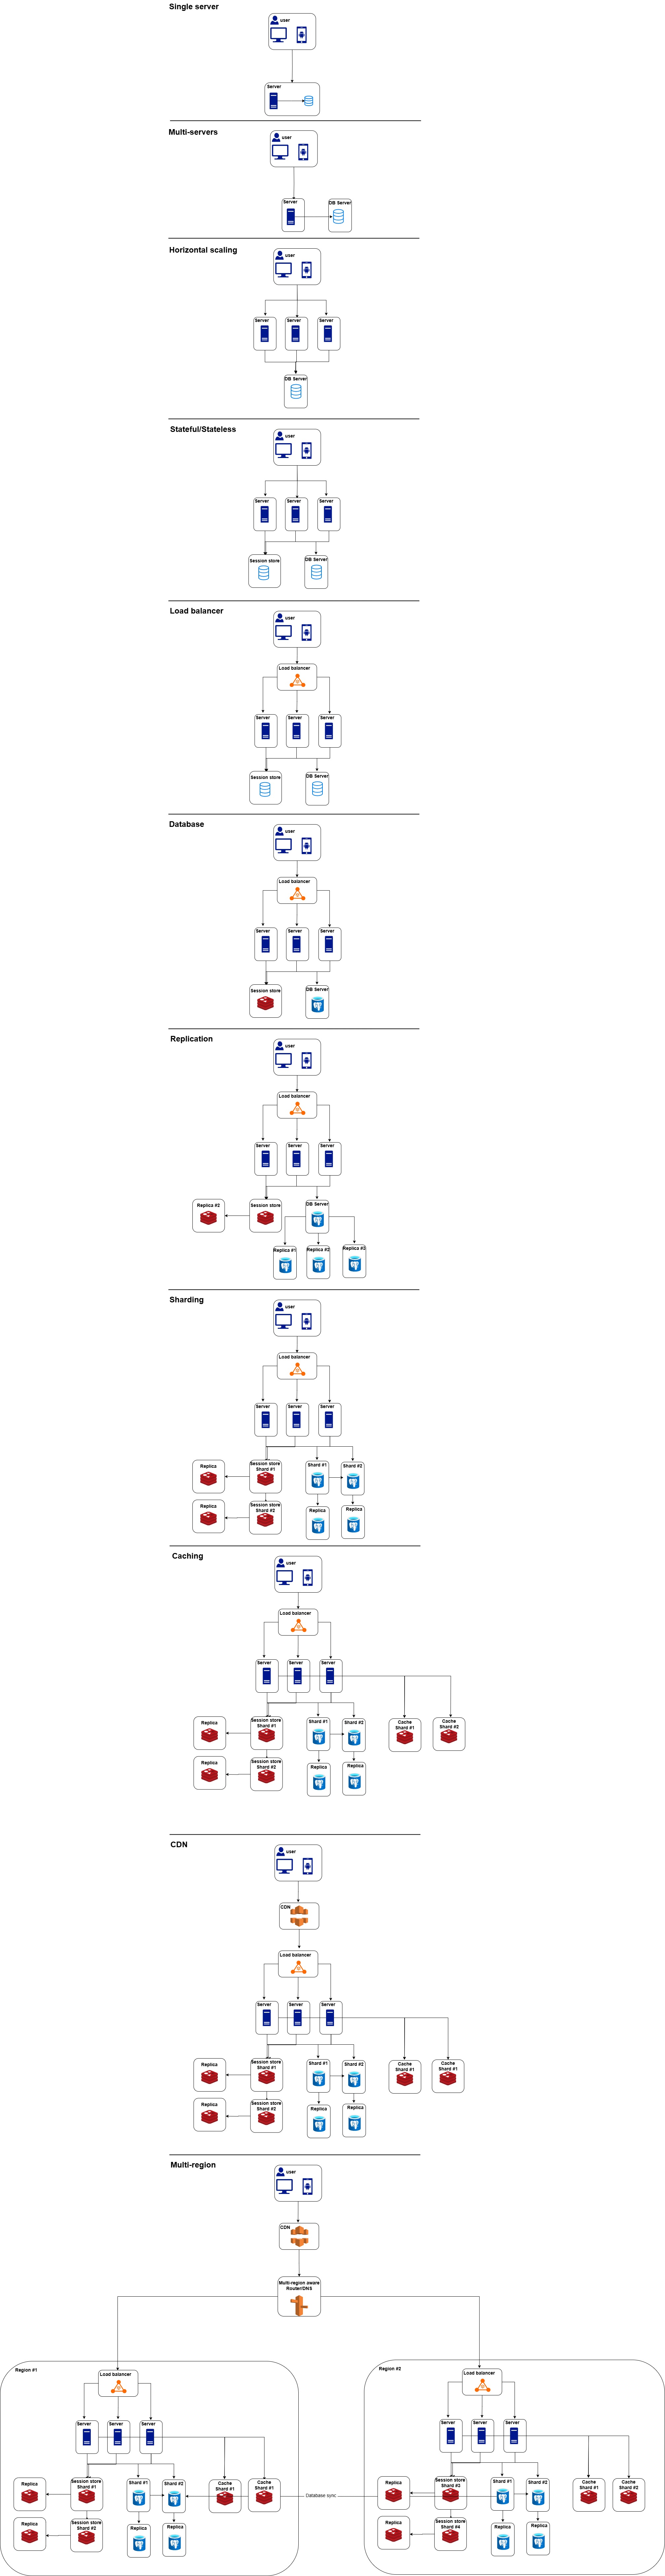 Single server
user
Server
Multi-servers
user
Server
DB Server
Horizontal scaling
user
Server
Server
Server
DB Server
Stateful/Stateless
user
Server
Server
Server
Session store
DB Server
Load balancer
user
Load balancer
Server
Server
Server
Session store
DB Server
Database
user
Load balancer
Server
Server
Server
Session store
DB Server
Replication
user
Load balancer
Server
Server
Server
Replica #2
Session store
DB Server
Replica #1
Replica #2
Replica #3
Sharding
user
Load balancer
Server
Server
Server
Replica
Session store
Shard #1
Shard #1
Shard #2
Replica
Session store
Shard #2
Replica
Replica
Caching
user
Load balancer
Server
Server
Server
Replica
Session store
Shard #1
Shard #1
Shard #2
Cache
Shard #1
Cache
Shard #2
Replica
Session store
Shard #2
Replica
Replica
CDN
user
CDN
Load balancer
Server
Server
Server
Replica
Session store
Shard #1
Shard #1
Shard #2
Cache
Shard #1
Cache
Shard #1
Replica
Session store
Shard #2
Replica
Replica
Multi-region
user
CDN
Multi-region aware
Router/DNS
Region #1
Load balancer
Server
Server
Server
Replica
Session store
Shard #1
Shard #1
Shard #2
Cache
Shard #1
Cache
Shard #1
Replica
Session store
Shard #2
Replica
Replica
Database sync
Region #2
Load balancer
Server
Server
Server
Replica
Session store
Shard #3
Shard #1
Shard #2
Cache
Shard #1
Cache
Shard #2
Replica
Session store
Shard #4
Replica
Replica